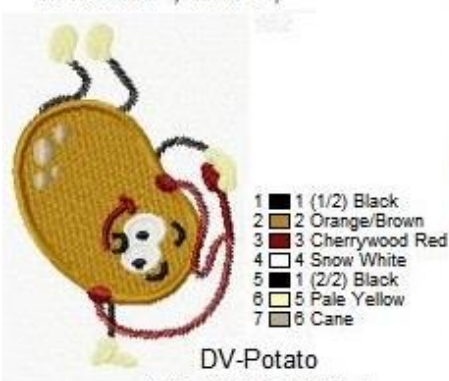 1 1 (1/2) Black
2 2 Orange/Brown
3 3 Cherrywood Red
4 4 Snow White
5 1 (2/2) Black
6 5 Pale Yellow
7 6 Cane
DV-Potato